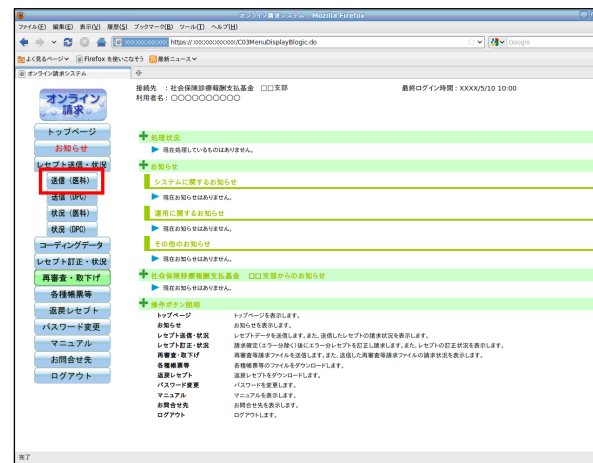 オンライン請求システム - Mozilla Firefox
ファイル(F) 編集(E) 表示(V) 履歴(S) ブックマーク(B) ツール(T) ヘルプ(H)
XXXXXXXXXXX https://XXXXXXXXX XXXXXXXX/C03MenuDisplayBlogic.do
Google
よく見るページ Firefox を使いこなそう 最新ニュース
オンライン請求システム
接続先 : 社会保険診療報酬支払基金 □□支部
最終ログイン時間 : XXXX/5/10 10:00
利用者名 : ○○○○○○○○○○
オンライン
請求
トップページ
お知らせ
レセプト送信・状況
送信 (医科)
送信 (DPC)
状況 (医科)
状況 (DPC)
コーディングデータ
レセプト訂正・状況
再審査・取下げ
各種帳票等
返戻レセプト
パスワード変更
マニュアル
お問合せ先
ログアウト
処理状況
現在処理しているものはありません。
お知らせ
システムに関するお知らせ
現在お知らせはありません。
運用に関するお知らせ
現在お知らせはありません。
その他のお知らせ
現在お知らせはありません。
社会保険診療報酬支払基金 □□支部からのお知らせ
現在お知らせはありません。
操作ボタン説明
トップページ トップページを表示します。
お知らせ お知らせを表示します。
レセプト送信・状況 レセプトデータを送信します。また、送信したレセプトの請求状況を表示します。
レセプト訂正・状況 請求確定(エラー分除く)後にエラー分レセプトを訂正し請求します。また、レセプトの訂正状況を表示します。
再審査・取下げ 再審査等請求ファイルを送信します。また、送信した再審査等請求ファイルの請求状況を表示します。
各種帳票等 各種帳票等のファイルをダウンロードします。
返戻レセプト 返戻レセプトをダウンロードします。
パスワード変更 パスワードを変更します。
マニュアル マニュアルを表示します。
お問合せ先 お問合せ先を表示します。
ログアウト ログアウトします。
完了